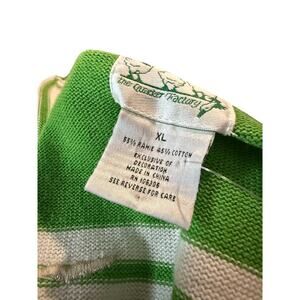 The Quacker Factory
XL
55% RAMIE 45% COTTON
EXCLUSIVE OF
DECORATION
MADE IN CHINA
RN 106308
SEE REVERSE FOR CARE